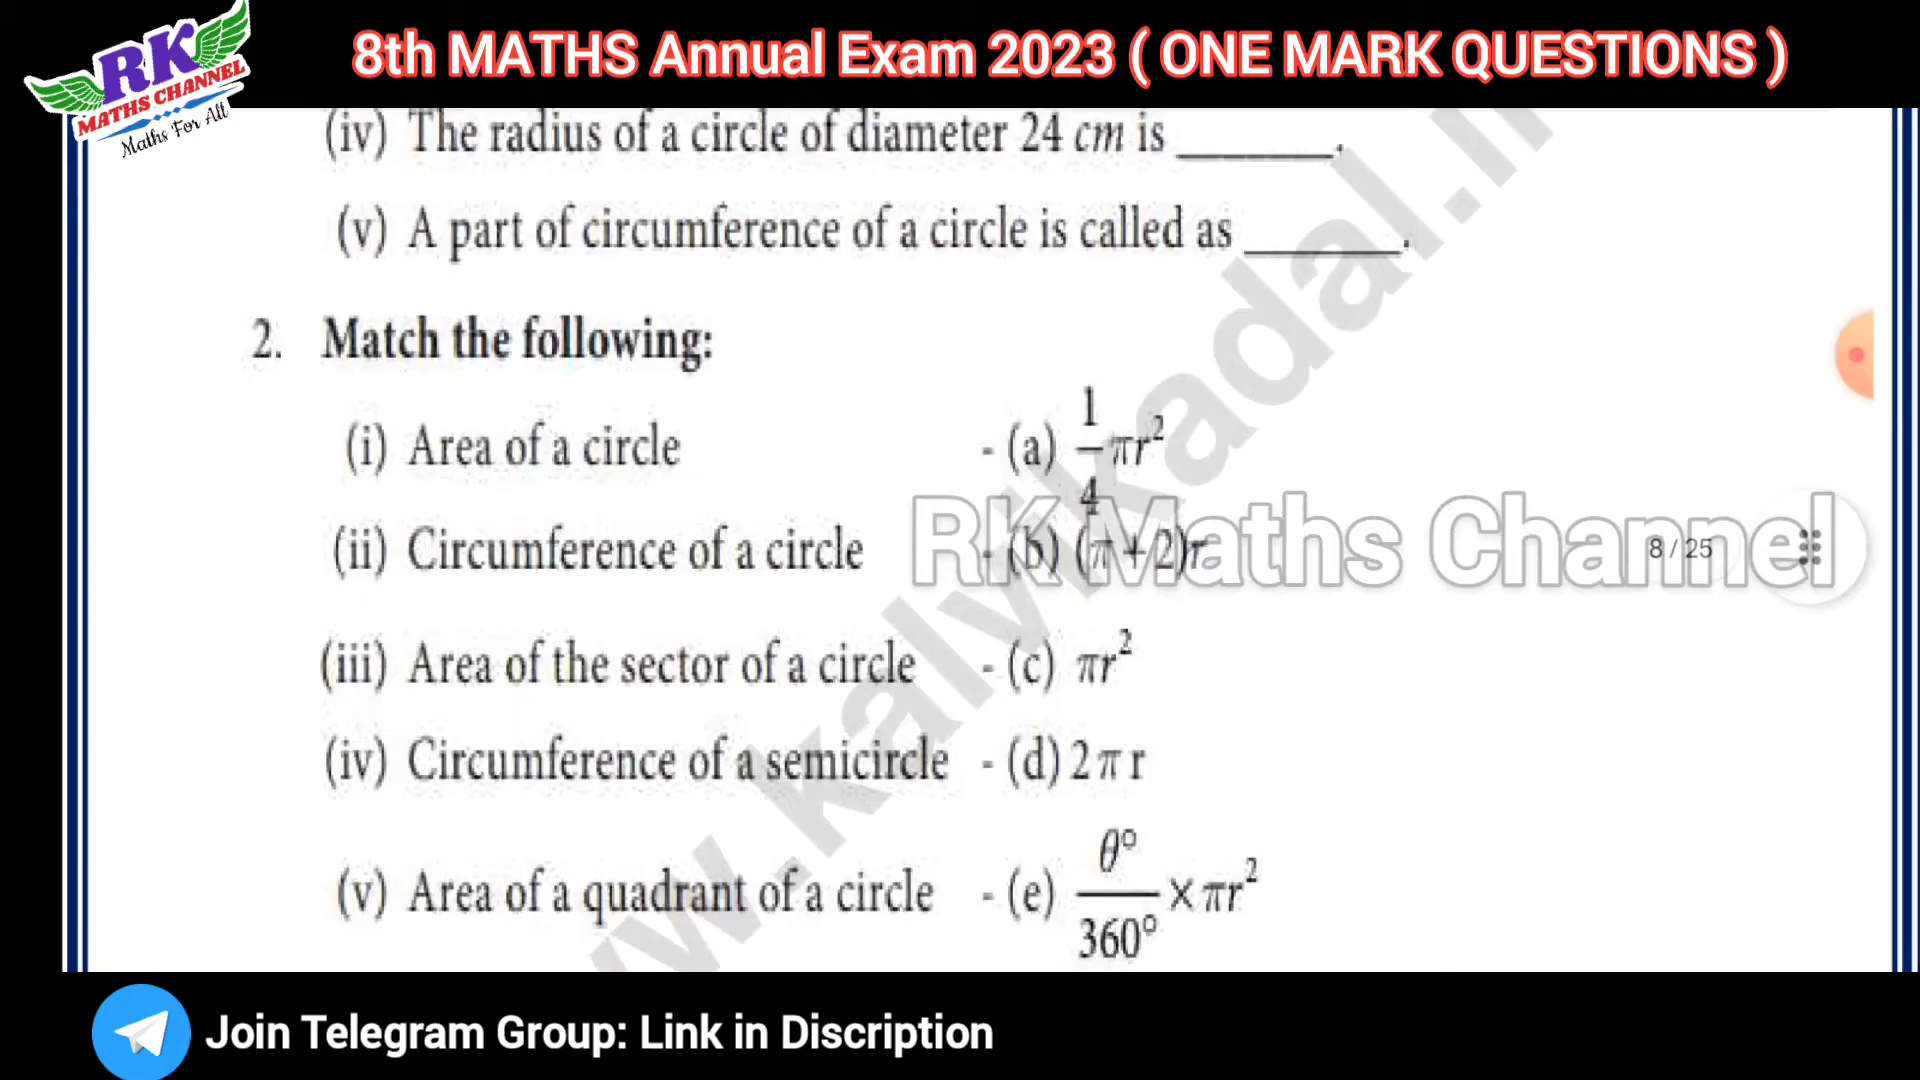 RK
MATHS CHANNEL
Maths For All
8th MATHS Annual Exam 2023 ( ONE MARK QUESTIONS )
(iv) The radius of a circle of diameter 24 cm is ________.
(v) A part of circumference of a circle is called as ________.
2. Match the following:
(i) Area of a circle - (a) 1/4 πr²
(ii) Circumference of a circle - (b) (π + 2)r
RK Maths Channel
8 / 25
(iii) Area of the sector of a circle - (c) πr²
(iv) Circumference of a semicircle - (d) 2π r
(v) Area of a quadrant of a circle - (e) θ°/360° × πr²
w.kalvikadal.
Join Telegram Group: Link in Discription